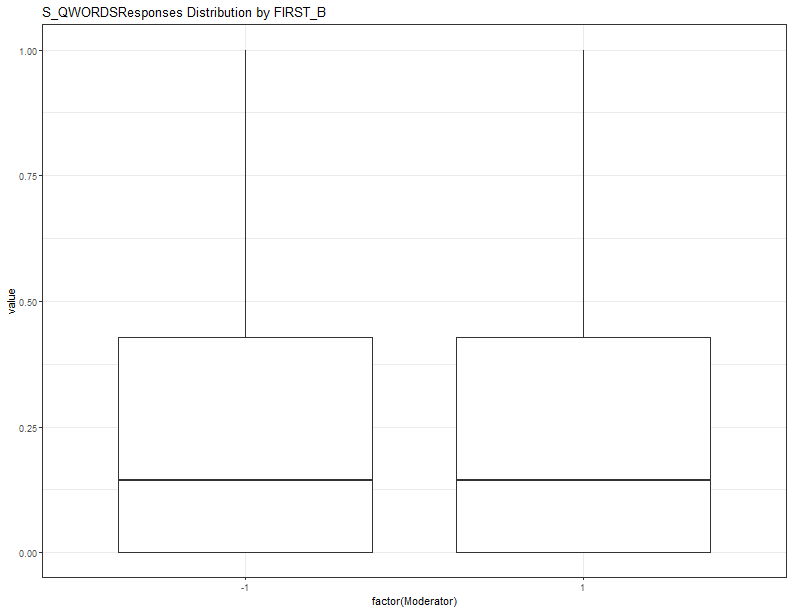 S_QWORDSResponses Distribution by FIRST_B
1.00
0.75
0.50
0.25
0.00
value
-1 1
factor(Moderator)